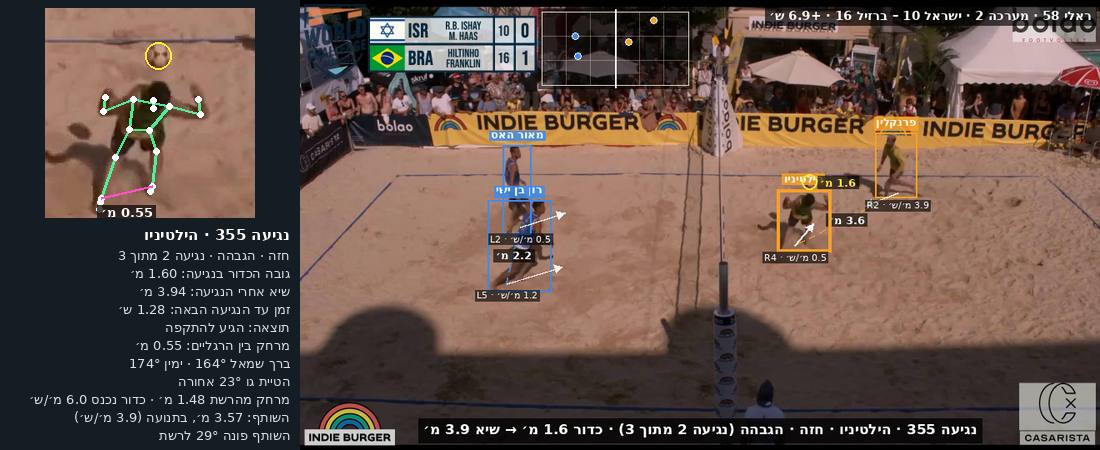 ראלי 58 · מערכה 2 · ישראל 10 – ברזיל 16 · +6.9 ש׳
ISR R.B. ISHAY M. HAAS 10 0
BRA HILTINHO FRANKLIN 16 1
INDIE BURGER
bolao
FOOTVOLLEY
CASARISTA
bolao
INDIE BURGER
INDIE BURGER
INDIE BURGER
bolao
מאור האס
רון בן ישי
פרנקלין
1.6 מ׳
R2 · 3.9 מ׳/ש׳
3.6 מ׳
R4 · 0.5 מ׳/ש׳
L2 · 0.5 מ׳/ש׳
2.2 מ׳
L5 · 1.2 מ׳/ש׳
0.55 מ׳
נגיעה 355 · הילטיניו
חזה · הגבהה · נגיעה 2 מתוך 3
גובה הכדור בנגיעה: 1.60 מ׳
שיא אחרי הנגיעה: 3.94 מ׳
זמן עד הנגיעה הבאה: 1.28 ש׳
תוצאה: הגיע להתקפה
מרחק בין הרגליים: 0.55 מ׳
ברך שמאל 164° · ימין 174°
הטיית גו 23° אחורה
מרחק מהרשת 1.48 מ׳ · כדור נכנס 6.0 מ׳/ש׳
השותף: 3.57 מ׳, בתנועה (3.9 מ׳/ש׳)
השותף פונה 29° לרשת
נגיעה 355 · הילטיניו · חזה · הגבהה (נגיעה 2 מתוך 3) · כדור 1.6 מ׳ → שיא 3.9 מ׳
INDIE BURGER
CASARISTA